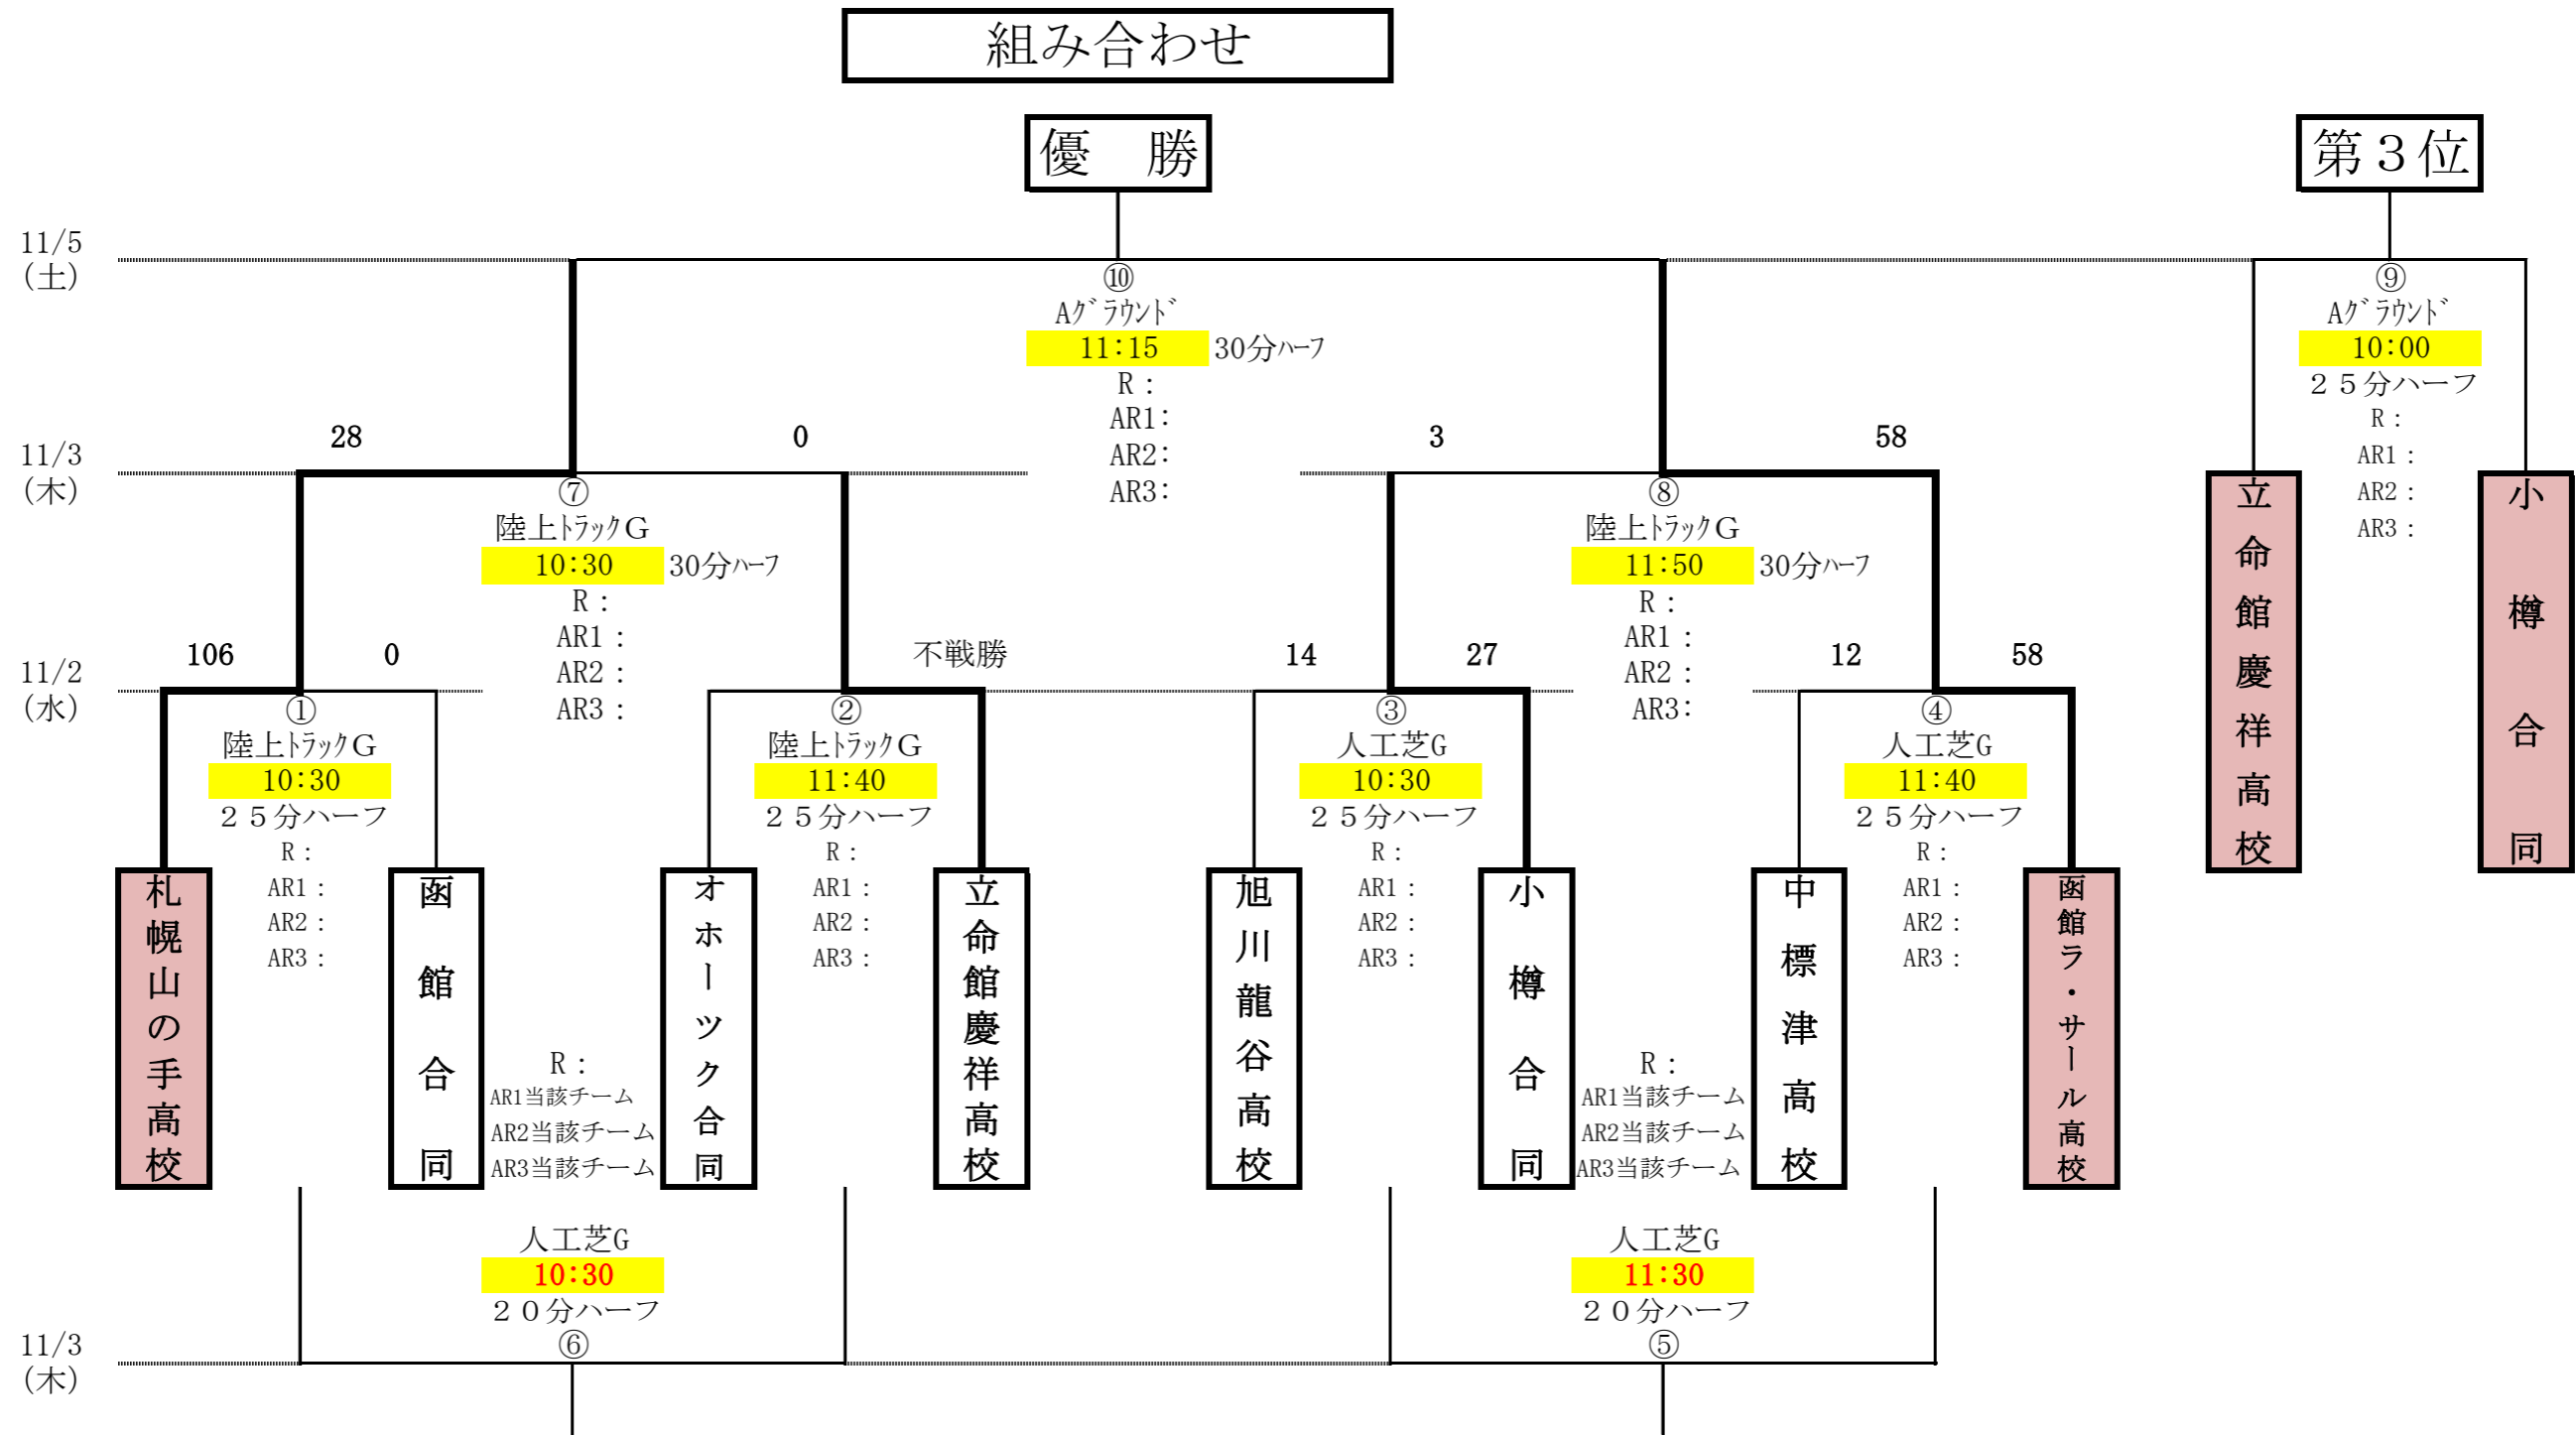 組み合わせ
優　勝
第３位
11/5
(土)
⑩
Aｸﾞﾗｳﾝﾄﾞ
11:15 30分ﾊｰﾌ
R：
AR1：
AR2：
AR3：
⑨
Aｸﾞﾗｳﾝﾄﾞ
10:00
２５分ハーフ
R：
AR1：
AR2：
AR3：
立命館慶祥高校
小樽合同
11/3
(木)
28 0 3 58
⑦
陸上ﾄﾗｯｸG
10:30 30分ﾊｰﾌ
R：
AR1：
AR2：
AR3：
⑧
陸上ﾄﾗｯｸG
11:50 30分ﾊｰﾌ
R：
AR1：
AR2：
AR3：
11/2
(水)
106 0 不戦勝 14 27 12 58
①
陸上ﾄﾗｯｸG
10:30
２５分ハーフ
R：
AR1：
AR2：
AR3：
②
陸上ﾄﾗｯｸG
11:40
２５分ハーフ
R：
AR1：
AR2：
AR3：
③
人工芝G
10:30
２５分ハーフ
R：
AR1：
AR2：
AR3：
④
人工芝G
11:40
２５分ハーフ
R：
AR1：
AR2：
AR3：
札幌山の手高校
函館合同
オホーツク合同
立命館慶祥高校
旭川龍谷高校
小樽合同
中標津高校
函館ラ・サール高校
R：
AR1当該チーム
AR2当該チーム
AR3当該チーム
人工芝G
10:30
２０分ハーフ
⑥
R：
AR1当該チーム
AR2当該チーム
AR3当該チーム
人工芝G
11:30
２０分ハーフ
⑤
11/3
(木)